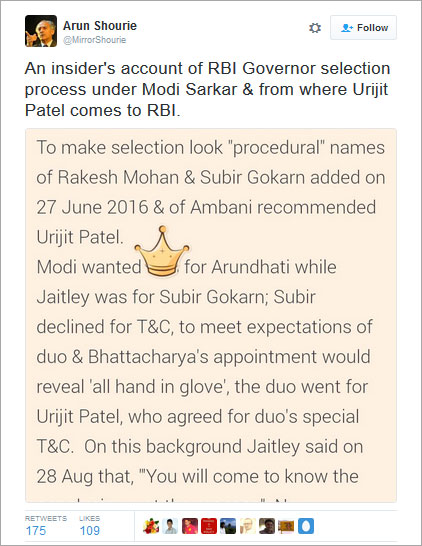 Arun Shourie
@MirrorShourie
Follow
An insider's account of RBI Governor selection
process under Modi Sarkar & from where Urijit
Patel comes to RBI.
To make selection look "procedural" names
of Rakesh Mohan & Subir Gokarn added on
27 June 2016 & of Ambani recommended
Urijit Patel.
Modi wanted for Arundhati while
Jaitley was for Subir Gokarn; Subir
declined for T&C, to meet expectations of
duo & Bhattacharya's appointment would
reveal 'all hand in glove', the duo went for
Urijit Patel, who agreed for duo's special
T&C. On this background Jaitley said on
28 Aug that, '"You will come to know the
RETWEETS LIKES
175 109